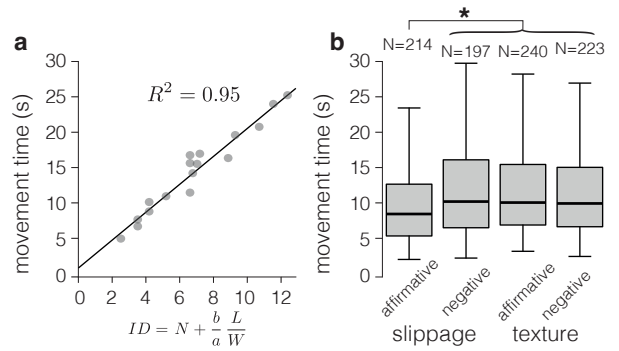 a
movement time (s)
30
25
20
15
10
5
0
R² = 0.95
0 2 4 6 8 10 12
ID = N + b/a L/W
b
*
N=214 N=197 N=240 N=223
movement time (s)
30
25
20
15
10
5
0
affirmative negative affirmative negative
slippage texture